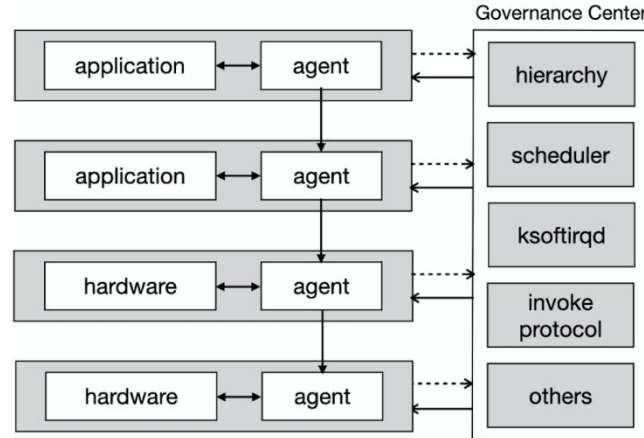 Governance Center
application
agent
hierarchy
application
agent
scheduler
ksoftirqd
hardware
agent
invoke
protocol
hardware
agent
others